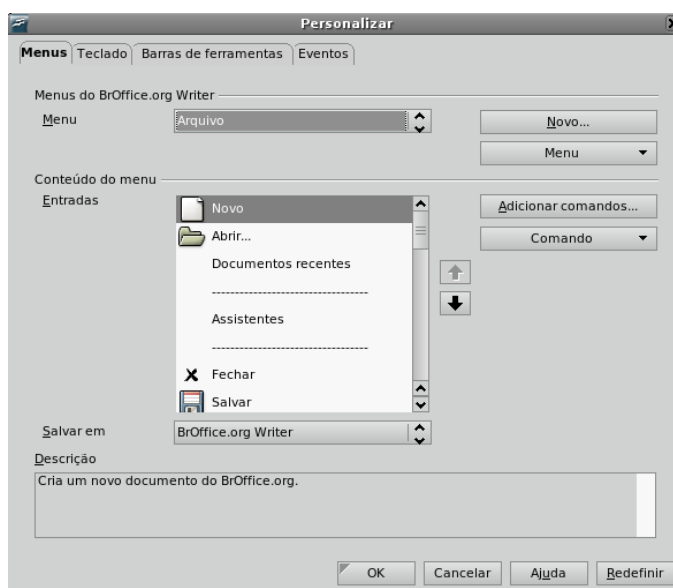 Personalizar
Menus Teclado Barras de ferramentas Eventos
Menus do BrOffice.org Writer
Menu Arquivo Novo...
Menu
Conteúdo do menu
Entradas Novo Adicionar comandos...
Abrir... Comando
Documentos recentes
----------------------------------
Assistentes
----------------------------------
Fechar
Salvar
Salvar em BrOffice.org Writer
Descrição
Cria um novo documento do BrOffice.org.
OK Cancelar Ajuda Redefinir